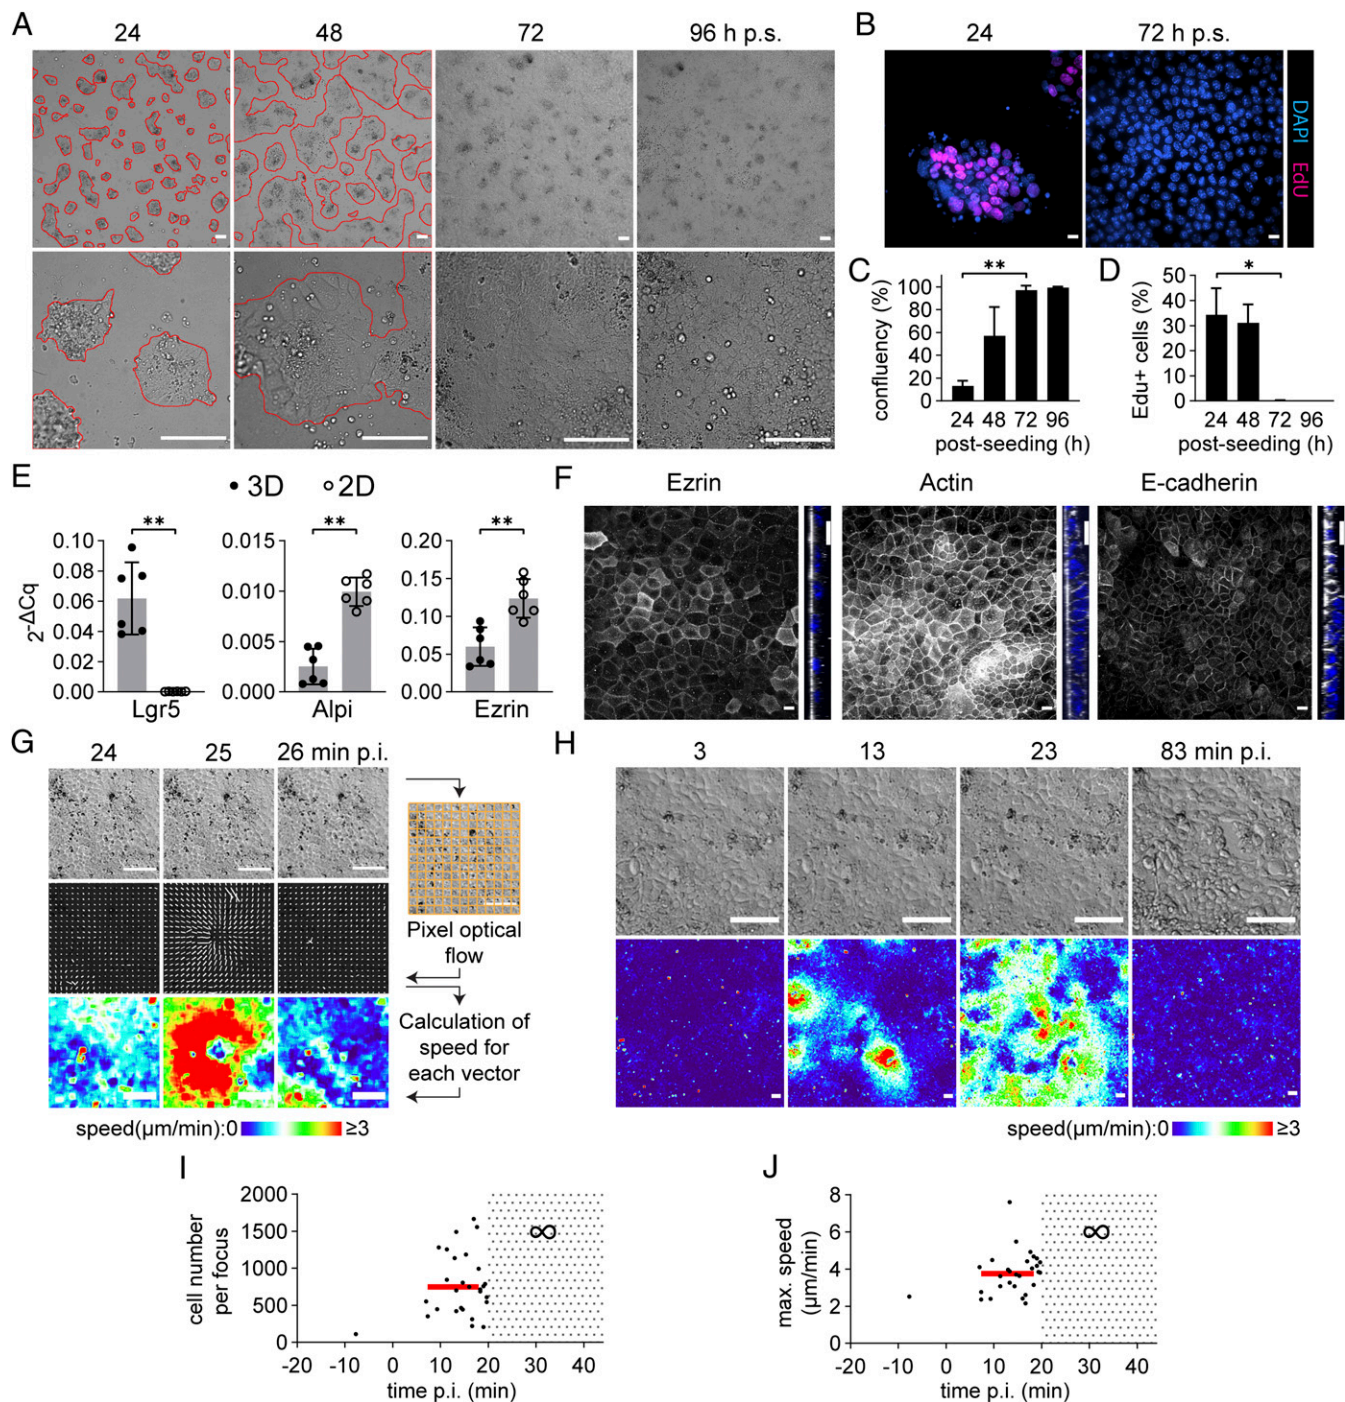 A
24
48
72
96 h p.s.
B
24
72 h p.s.
DAPI
EdU
C
**
confluency (%)
100
80
60
40
20
0
24 48 72 96
post-seeding (h)
D
*
Edu+ cells (%)
50
40
30
20
10
0
24 48 72 96
post-seeding (h)
E
3D
2D
2-ΔCq
**
0.10
0.08
0.06
0.04
0.02
0.00
Lgr5
**
0.015
0.010
0.005
0.000
Alpi
**
0.20
0.15
0.10
0.05
0.00
Ezrin
F
Ezrin
Actin
E-cadherin
G
24
25
26 min p.i.
Pixel optical
flow
Calculation of
speed for
each vector
speed(µm/min):0
≥3
H
3
13
23
83 min p.i.
speed(µm/min):0
≥3
I
cell number
per focus
2000
1500
1000
500
0
∞
-20 -10 0 10 20 30 40
time p.i. (min)
J
max. speed
(µm/min)
8
6
4
2
0
∞
-20 -10 0 10 20 30 40
time p.i. (min)